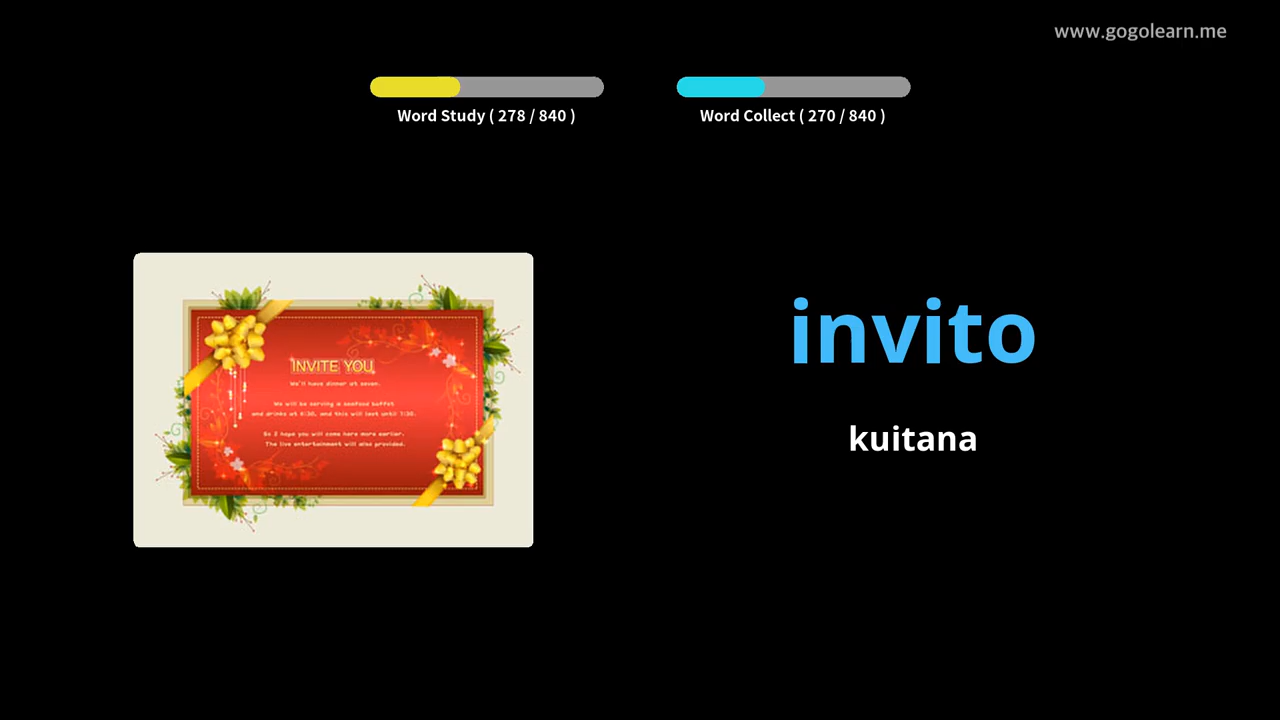 www.gogolearn.me
Word Study ( 278 / 840 )
Word Collect ( 270 / 840 )
INVITE YOU
We'll have dinner at seven.
We will be serving a seafood buffet
and drinks at 6:30, and this will last until 7:30.
So I hope you will come here more earlier.
The live entertainment will also provided.
invito
kuitana